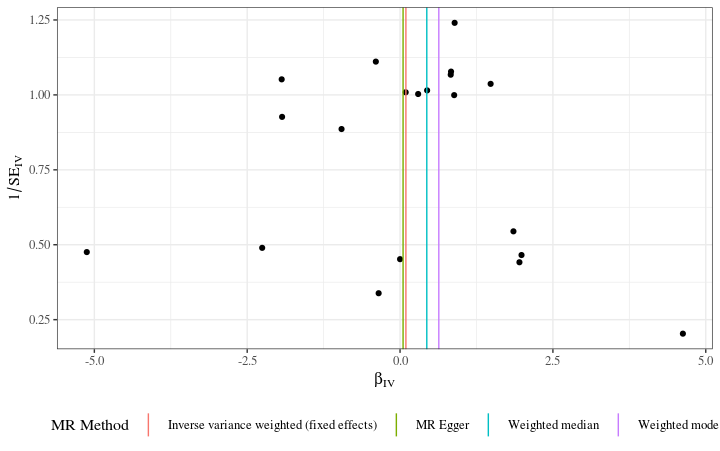 1.25
1.00
0.75
0.50
0.25
1/SE_IV
-5.0 -2.5 0.0 2.5 5.0
β_IV
MR Method Inverse variance weighted (fixed effects) MR Egger Weighted median Weighted mode